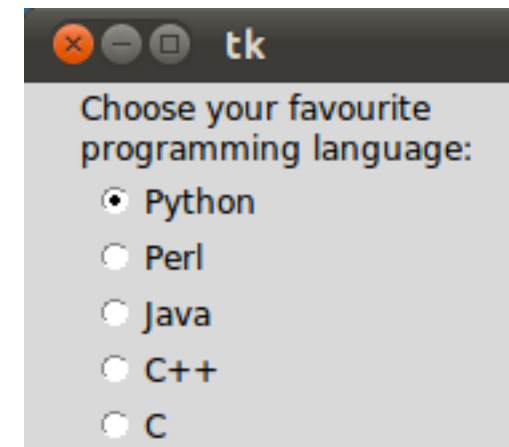 tk
Choose your favourite
programming language:
Python
Perl
Java
C++
C